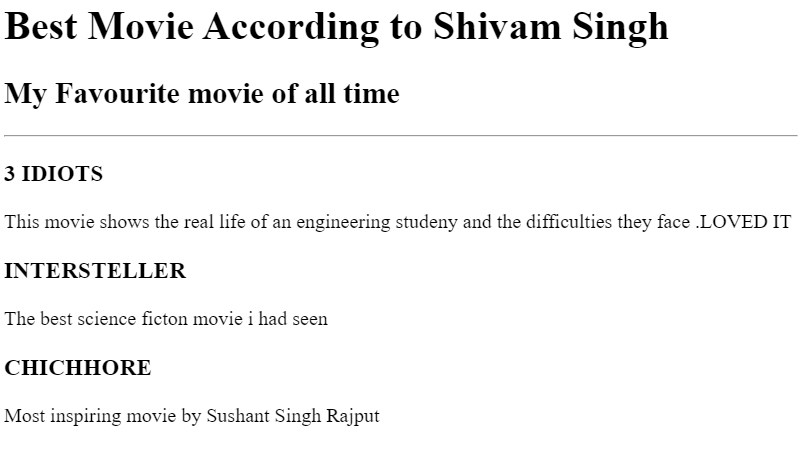 Best Movie According to Shivam Singh
My Favourite movie of all time
3 IDIOTS
This movie shows the real life of an engineering studeny and the difficulties they face .LOVED IT
INTERSTELLER
The best science ficton movie i had seen
CHICHHORE
Most inspiring movie by Sushant Singh Rajput